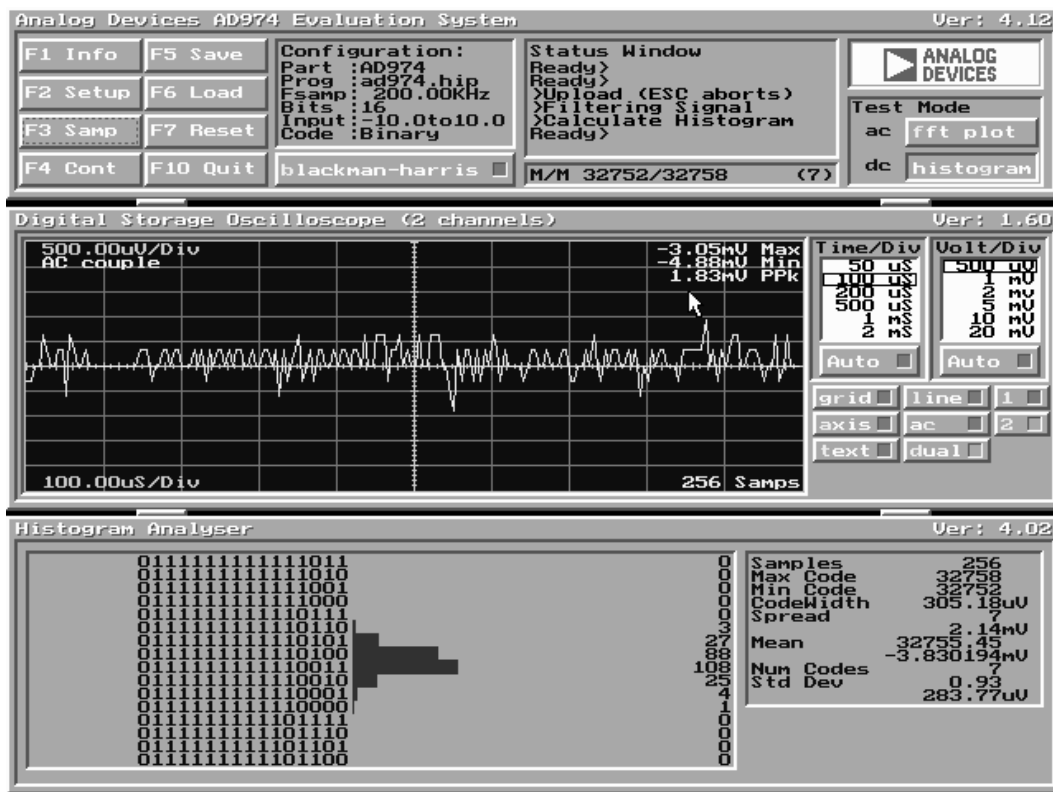 Analog Devices AD974 Evaluation System Ver: 4.12
F1 Info F5 Save
F2 Setup F6 Load
F3 Samp F7 Reset
F4 Cont F10 Quit
Configuration:
Part :AD974
Prog :ad974.hip
Fsamp: 200.00KHz
Bits :16
Input:-10.0to10.0
Code :Binary
blackman-harris
Status Window
Ready>
Ready>
>Upload (ESC aborts)
>Filtering Signal
>Calculate Histogram
Ready>
M/M 32752/32758 (7)
ANALOG
DEVICES
Test Mode
ac fft plot
dc histogram
Digital Storage Oscilloscope (2 channels) Ver: 1.60
500.00uV/Div
AC couple
-3.05mV Max
-4.88mV Min
1.83mV PPk
100.00uS/Div 256 Samps
Time/Div
50 uS
100 uS
200 uS
500 uS
1 mS
2 mS
Auto
Volt/Div
500 uV
1 mV
2 mV
5 mV
10 mV
20 mV
Auto
grid line 1
axis ac 2
text dual
Histogram Analyser Ver: 4.02
0111111111111011 0
0111111111111010 0
0111111111111001 0
0111111111111000 0
0111111111110111 0
0111111111110110 3
0111111111110101 27
0111111111110100 88
0111111111110011 108
0111111111110010 25
0111111111110001 4
0111111111110000 1
0111111111101111 0
0111111111101110 0
0111111111101101 0
0111111111101100 0
Samples 256
Max Code 32758
Min Code 32752
CodeWidth 305.18uV
Spread 7
2.14mV
Mean 32755.45
-3.830194mV
Num Codes 7
Std Dev 0.93
283.77uV